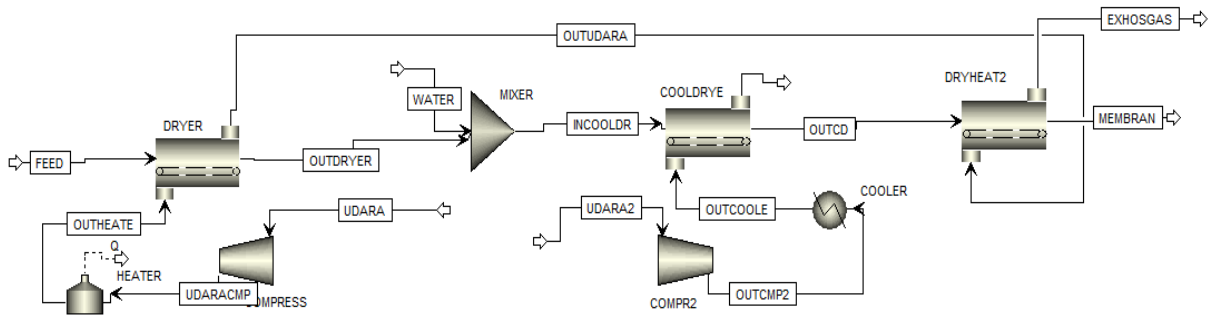 EXHOSGAS
OUTUDARA
DRYHEAT2
WATER
MIXER
COOLDRYE
DRYER
INCOOLDR
OUTCD
MEMBRAN
FEED
OUTDRYER
COOLER
UDARA
UDARA2
OUTCOOLE
OUTHEATE
Q
HEATER
UDARACMP
OMPRESS
COMPR2
OUTCMP2